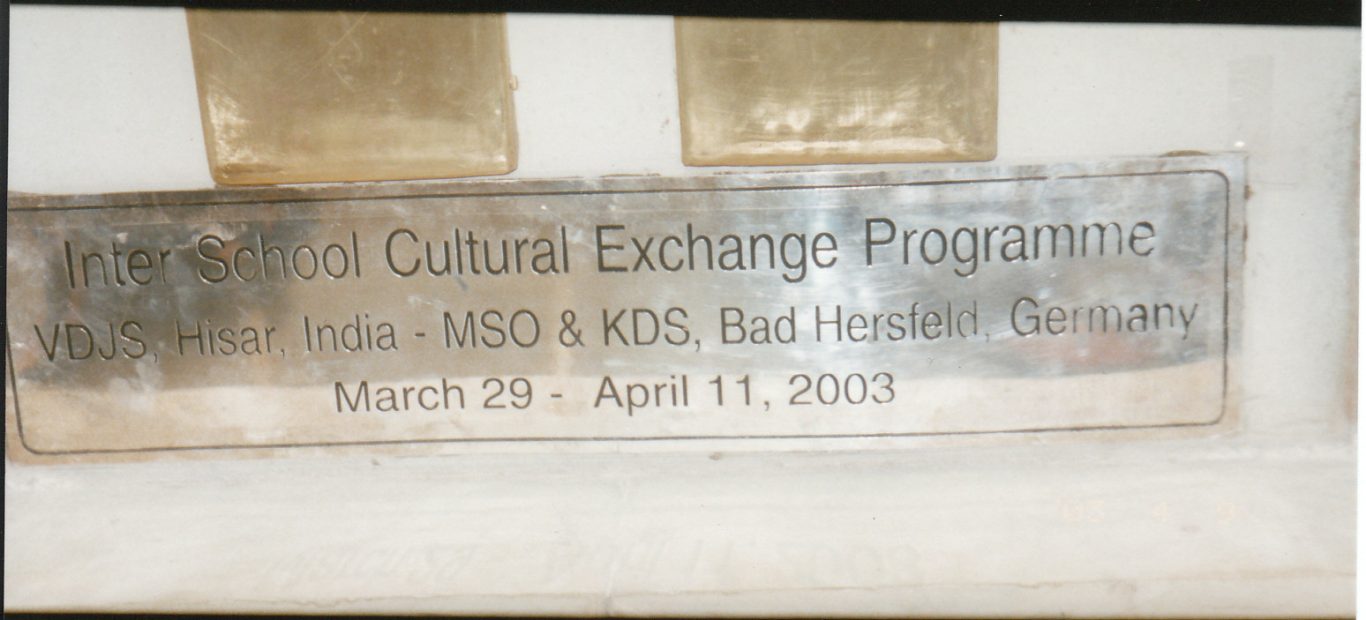 Inter School Cultural Exchange Programme
VDJS, Hisar, India - MSO & KDS, Bad Hersfeld, Germany
March 29 - April 11, 2003